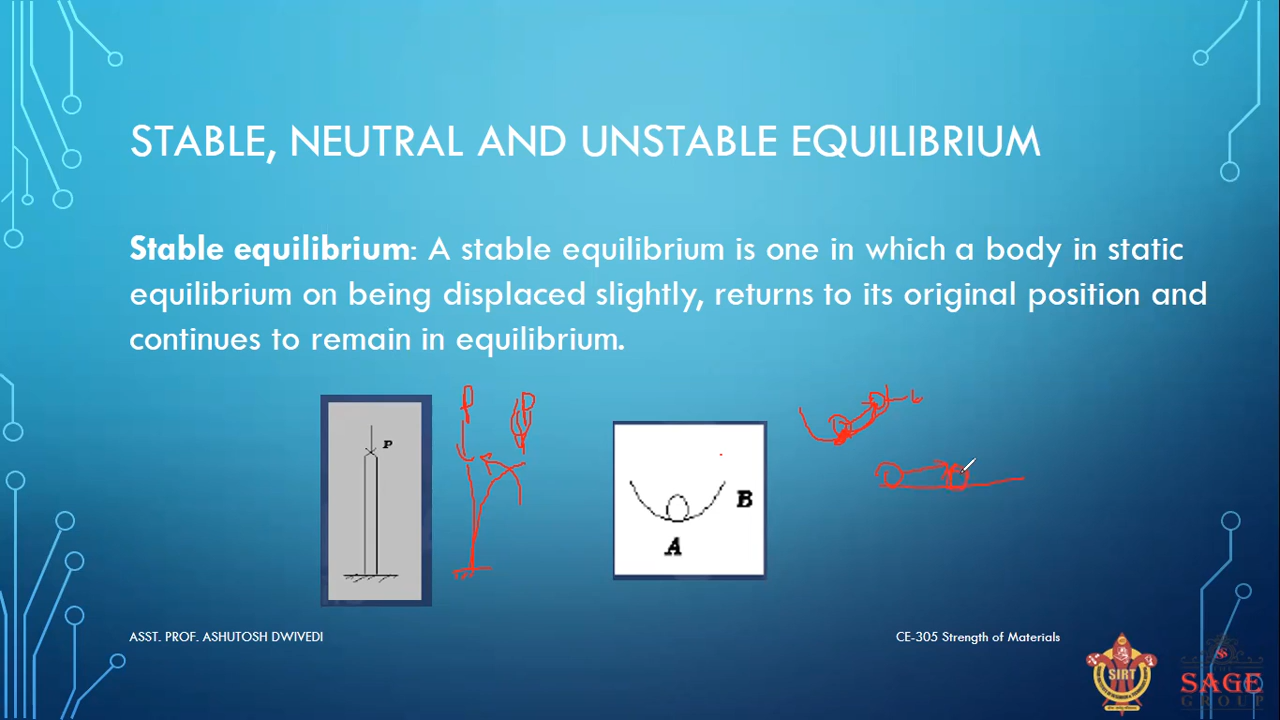 STABLE, NEUTRAL AND UNSTABLE EQUILIBRIUM
Stable equilibrium: A stable equilibrium is one in which a body in static
equilibrium on being displaced slightly, returns to its original position and
continues to remain in equilibrium.
P
P
P
B
A
ASST. PROF. ASHUTOSH DWIVEDI
CE-305 Strength of Materials
SIRT
SAGE
GROUP